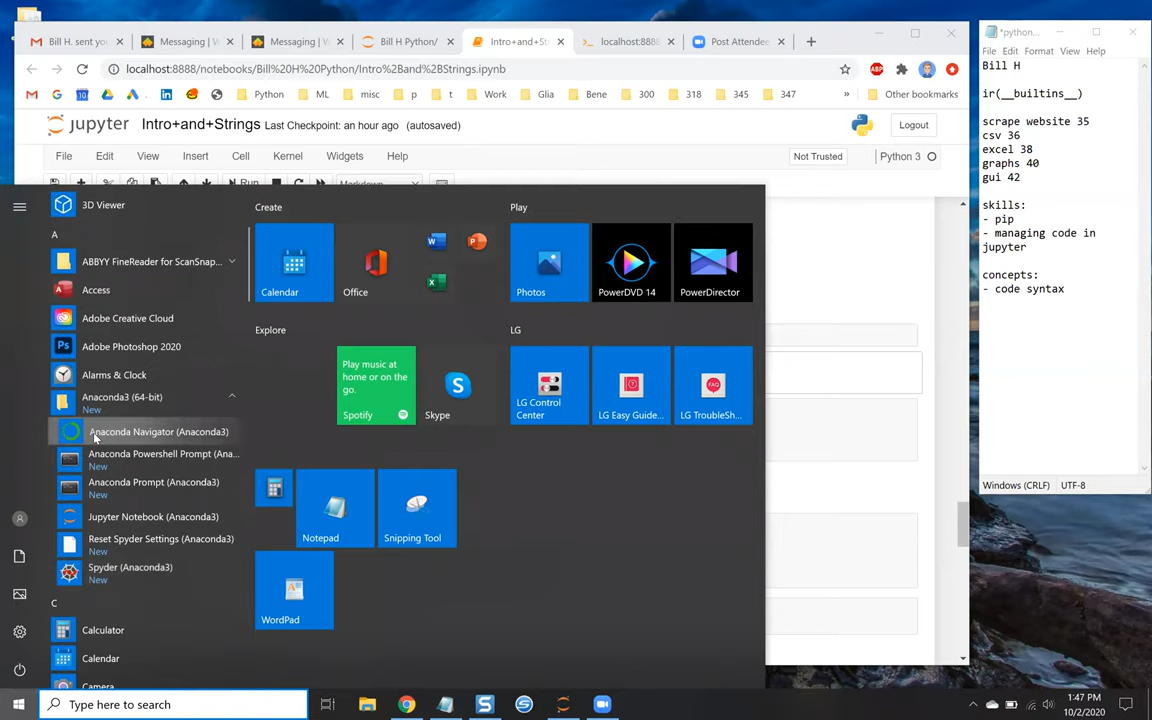 Bill H. sent you
Messaging | W
Messaging | W
Bill H Python/
Intro+and+Str
localhost:8888
Post Attendee
localhost:8888/notebooks/Bill%20H%20Python/Intro%2Band%2BStrings.ipynb
Python
ML
misc
p
t
Work
Glia
Bene
300
318
345
347
»
Other bookmarks
jupyter
Intro+and+Strings Last Checkpoint: an hour ago (autosaved)
Logout
File Edit View Insert Cell Kernel Widgets Help
Not Trusted
Python 3
Run
Markdown
*python...
File Edit Format View Help
Bill H
ir(__builtins__)
scrape website 35
csv 36
excel 38
graphs 40
gui 42
skills:
- pip
- managing code in
jupyter
concepts:
- code syntax
Windows (CRLF) UTF-8
3D Viewer
A
ABBYY FineReader for ScanSnap...
Access
Adobe Creative Cloud
Adobe Photoshop 2020
Alarms & Clock
Anaconda3 (64-bit)
New
Anaconda Navigator (Anaconda3)
Anaconda Powershell Prompt (Ana...
New
Anaconda Prompt (Anaconda3)
New
Jupyter Notebook (Anaconda3)
Reset Spyder Settings (Anaconda3)
New
Spyder (Anaconda3)
New
C
Calculator
Calendar
Camera
Create
Calendar
Office
Explore
Play music at
home or on the
go.
Spotify
Skype
Notepad
Snipping Tool
WordPad
Play
Photos
PowerDVD 14
PowerDirector
LG
LG Control
Center
LG Easy Guide...
LG TroubleSh...
Type here to search
1:47 PM
10/2/2020